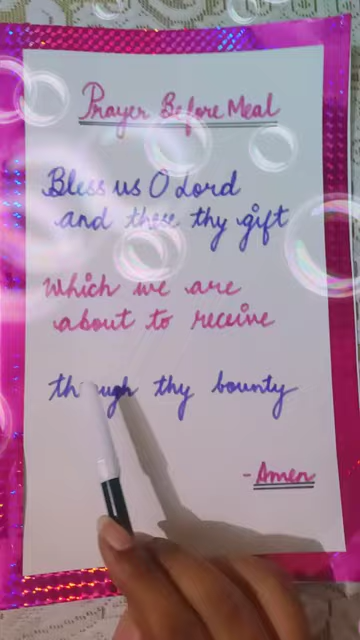 Prayer Before Meal
Bless us O Lord
and these thy gift
which we are
about to receive
through thy bounty
- Amen